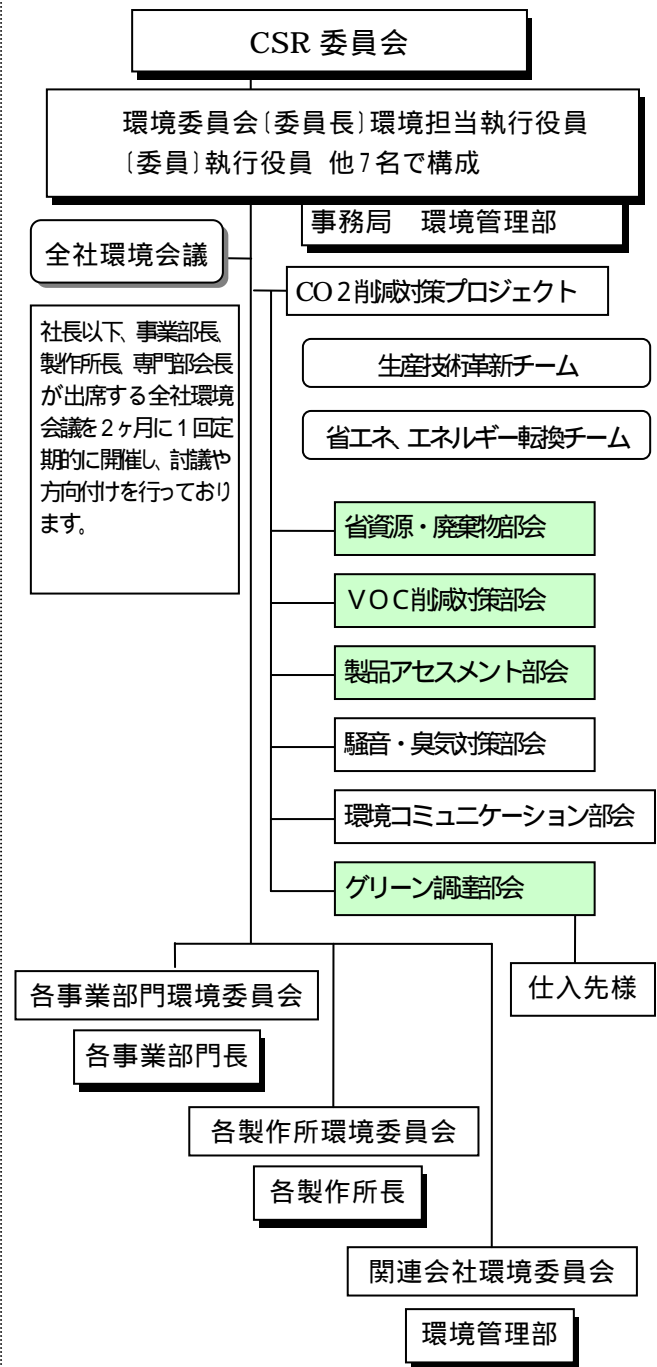 CSR 委員会
環境委員会〔委員長〕環境担当執行役員
〔委員〕執行役員 他7名で構成
事務局　環境管理部
全社環境会議
CO2削減対策プロジェクト
社長以下、事業部長、
製作所長、専門部会長
が出席する全社環境
会議を2ヶ月に1回定
期的に開催し、討議や
方向付けを行っており
ます。
生産技術革新チーム
省エネ、エネルギー転換チーム
省資源・廃棄物部会
VOC削減対策部会
製品アセスメント部会
騒音・臭気対策部会
環境コミュニケーション部会
グリーン調達部会
仕入先様
各事業部門環境委員会
各事業部門長
各製作所環境委員会
各製作所長
関連会社環境委員会
環境管理部